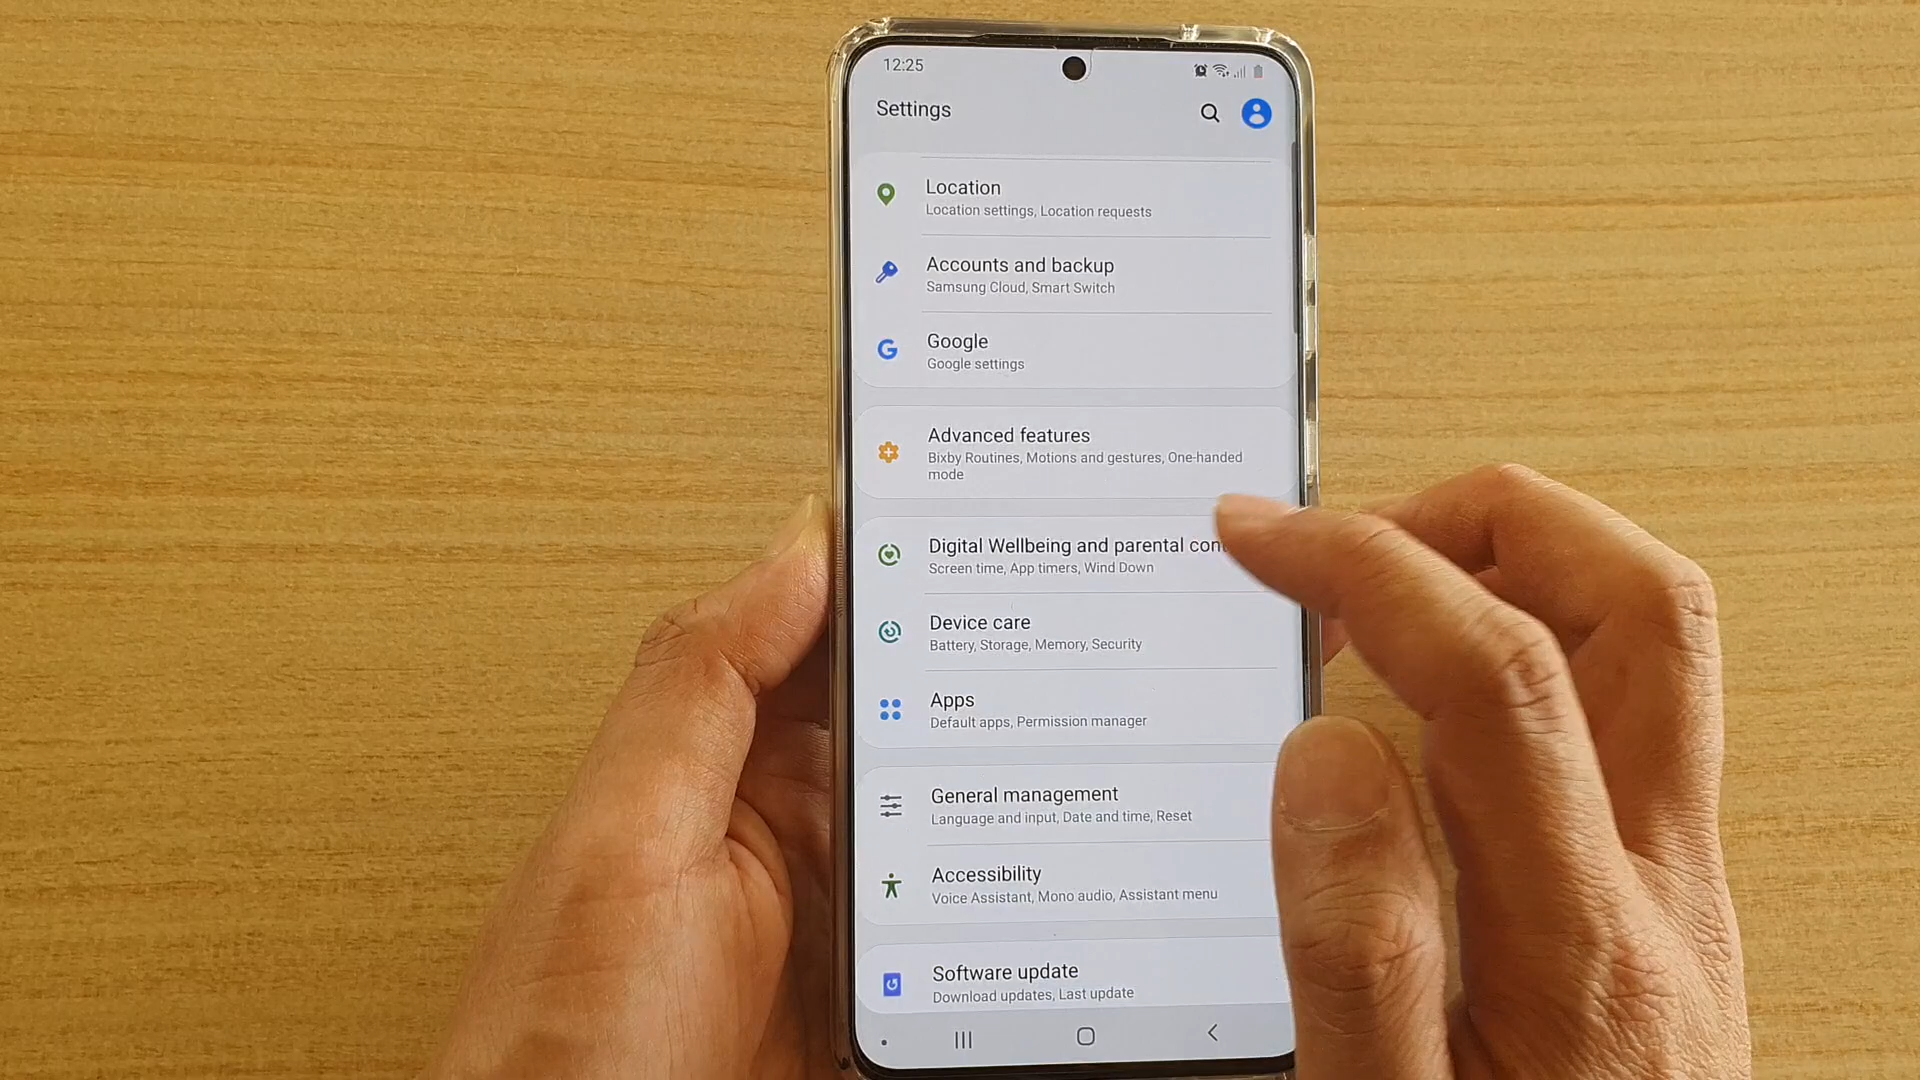 12:25
Settings
Location
Location settings, Location requests
Accounts and backup
Samsung Cloud, Smart Switch
Google
Google settings
Advanced features
Bixby Routines, Motions and gestures, One-handed
mode
Digital Wellbeing and parental cont
Screen time, App timers, Wind Down
Device care
Battery, Storage, Memory, Security
Apps
Default apps, Permission manager
General management
Language and input, Date and time, Reset
Accessibility
Voice Assistant, Mono audio, Assistant menu
Software update
Download updates, Last update